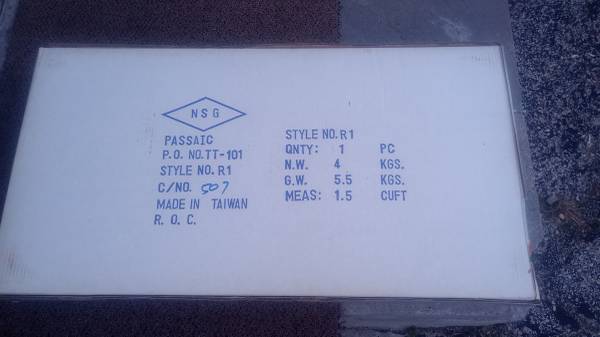 NSG
PASSAIC
P.O. NO. TT-101
STYLE NO. R1
C/NO. 507
MADE IN TAIWAN
R. O. C.
STYLE NO. R1
QNTY: 1 PC
N.W. 4 KGS.
G.W. 5.5 KGS.
MEAS: 1.5 CUFT